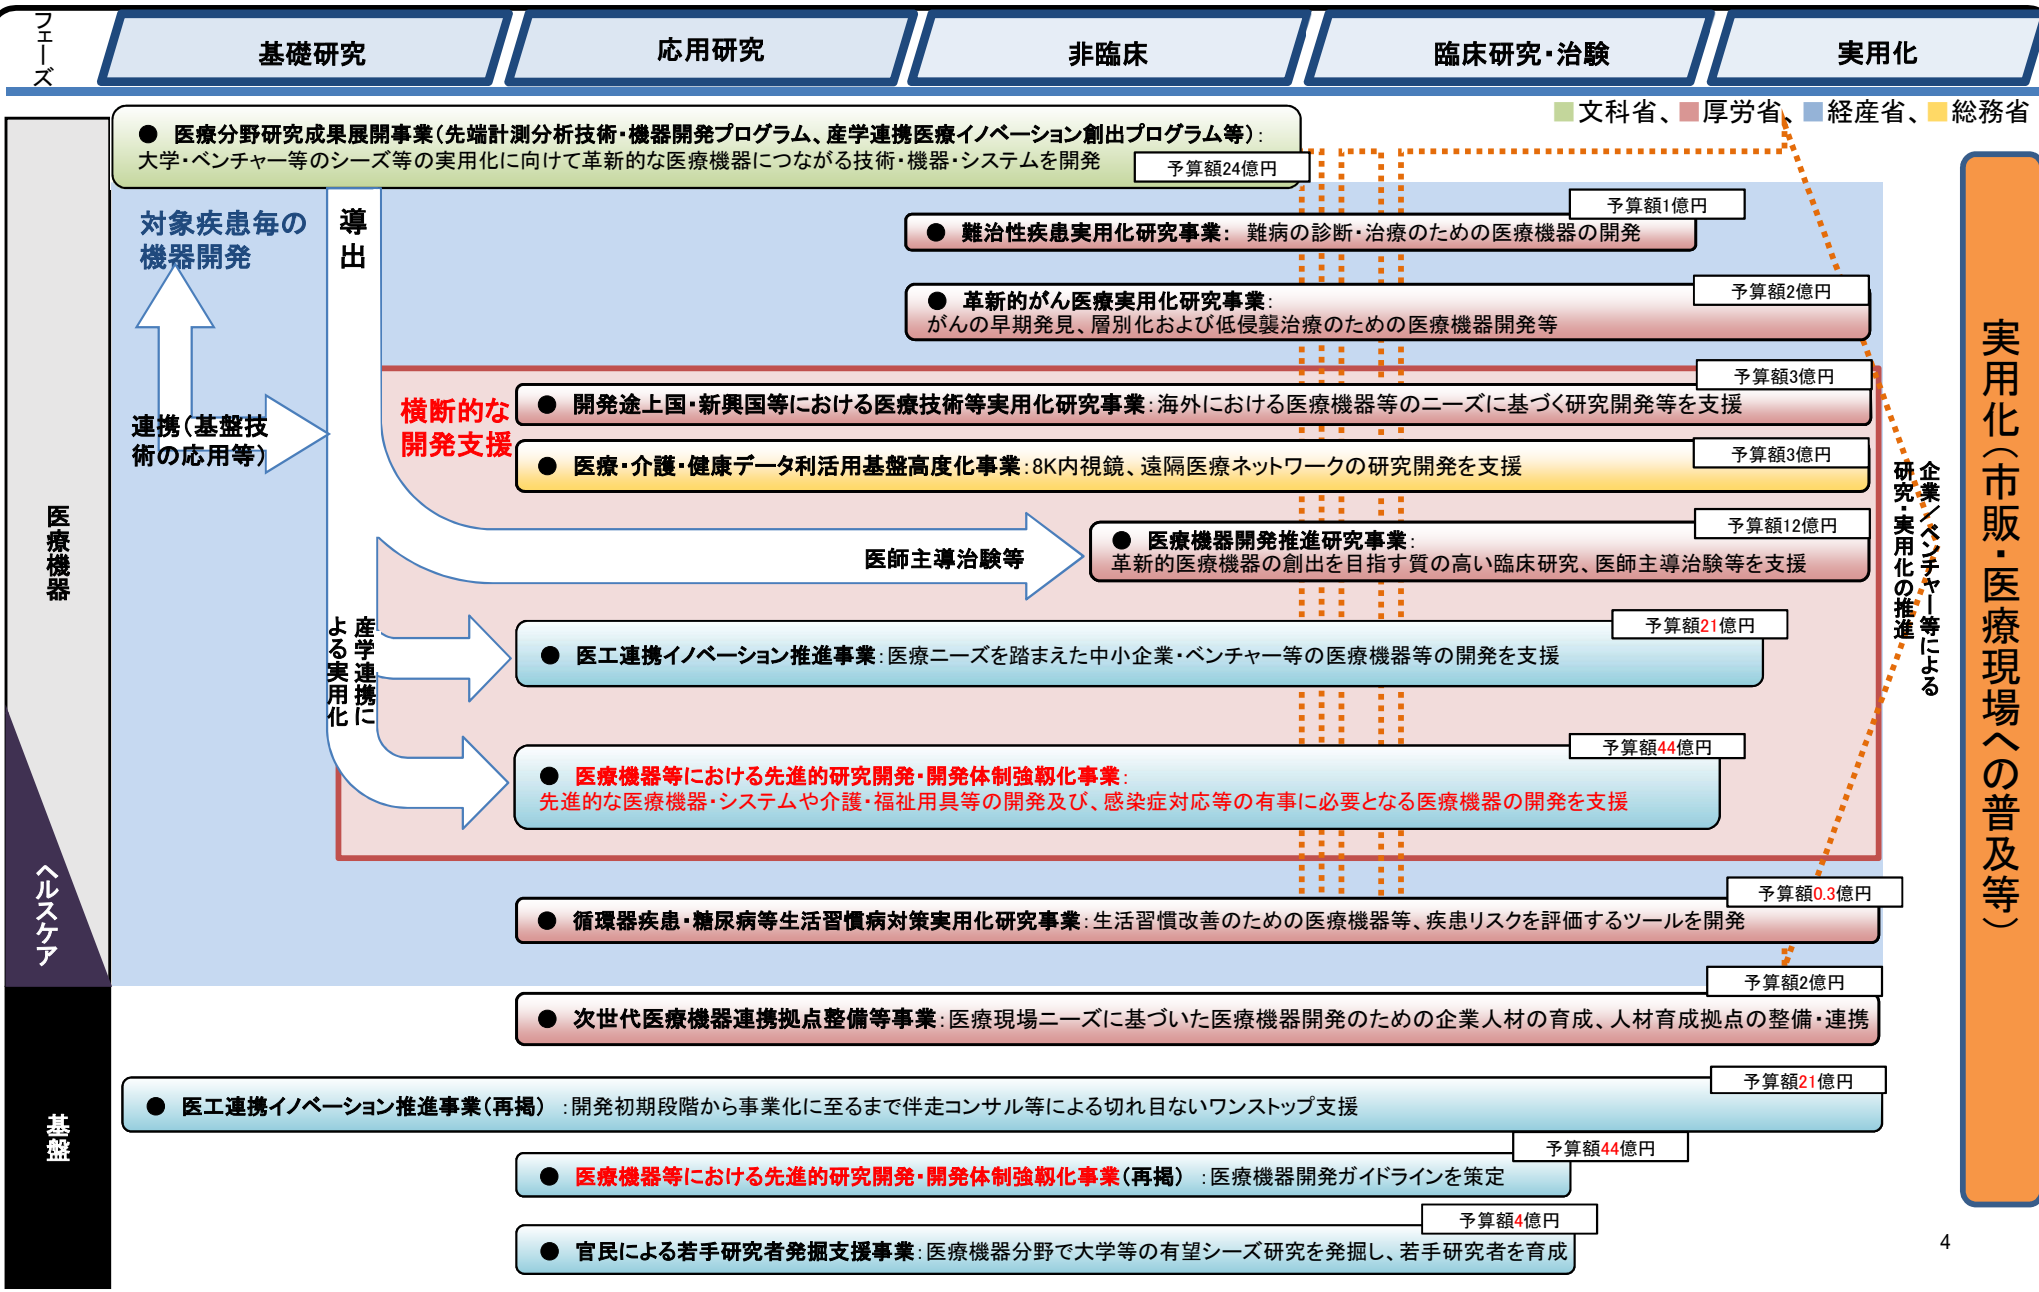 フェーズ
基礎研究
応用研究
非臨床
臨床研究・治験
実用化
■文科省、■厚労省、■経産省、■総務省
● 医療分野研究成果展開事業(先端計測分析技術・機器開発プログラム、産学連携医療イノベーション創出プログラム等):
大学・ベンチャー等のシーズ等の実用化に向けて革新的な医療機器につながる技術・機器・システムを開発
予算額24億円
対象疾患毎の
機器開発
導出
予算額1億円
● 難治性疾患実用化研究事業: 難病の診断・治療のための医療機器の開発
予算額2億円
● 革新的がん医療実用化研究事業:
がんの早期発見、層別化および低侵襲治療のための医療機器開発等
連携(基盤技
術の応用等)
横断的な
開発支援
予算額3億円
● 開発途上国・新興国等における医療技術等実用化研究事業:海外における医療機器等のニーズに基づく研究開発等を支援
予算額3億円
● 医療・介護・健康データ利活用基盤高度化事業:8K内視鏡、遠隔医療ネットワークの研究開発を支援
医師主導治験等
予算額12億円
● 医療機器開発推進研究事業:
革新的医療機器の創出を目指す質の高い臨床研究、医師主導治験等を支援
産学連携に
よる実用化
予算額21億円
● 医工連携イノベーション推進事業:医療ニーズを踏まえた中小企業・ベンチャー等の医療機器等の開発を支援
予算額44億円
● 医療機器等における先進的研究開発・開発体制強靱化事業:
先進的な医療機器・システムや介護・福祉用具等の開発及び、感染症対応等の有事に必要となる医療機器の開発を支援
予算額0.3億円
● 循環器疾患・糖尿病等生活習慣病対策実用化研究事業:生活習慣改善のための医療機器等、疾患リスクを評価するツールを開発
予算額2億円
● 次世代医療機器連携拠点整備等事業:医療現場ニーズに基づいた医療機器開発のための企業人材の育成、人材育成拠点の整備・連携
予算額21億円
● 医工連携イノベーション推進事業(再掲) :開発初期段階から事業化に至るまで伴走コンサル等による切れ目ないワンストップ支援
予算額44億円
● 医療機器等における先進的研究開発・開発体制強靱化事業(再掲) :医療機器開発ガイドラインを策定
予算額4億円
● 官民による若手研究者発掘支援事業:医療機器分野で大学等の有望シーズ研究を発掘し、若手研究者を育成
医療機器
ヘルスケア
基盤
企業/ベンチャー等による
研究・実用化の推進
実用化(市販・医療現場への普及等)
4